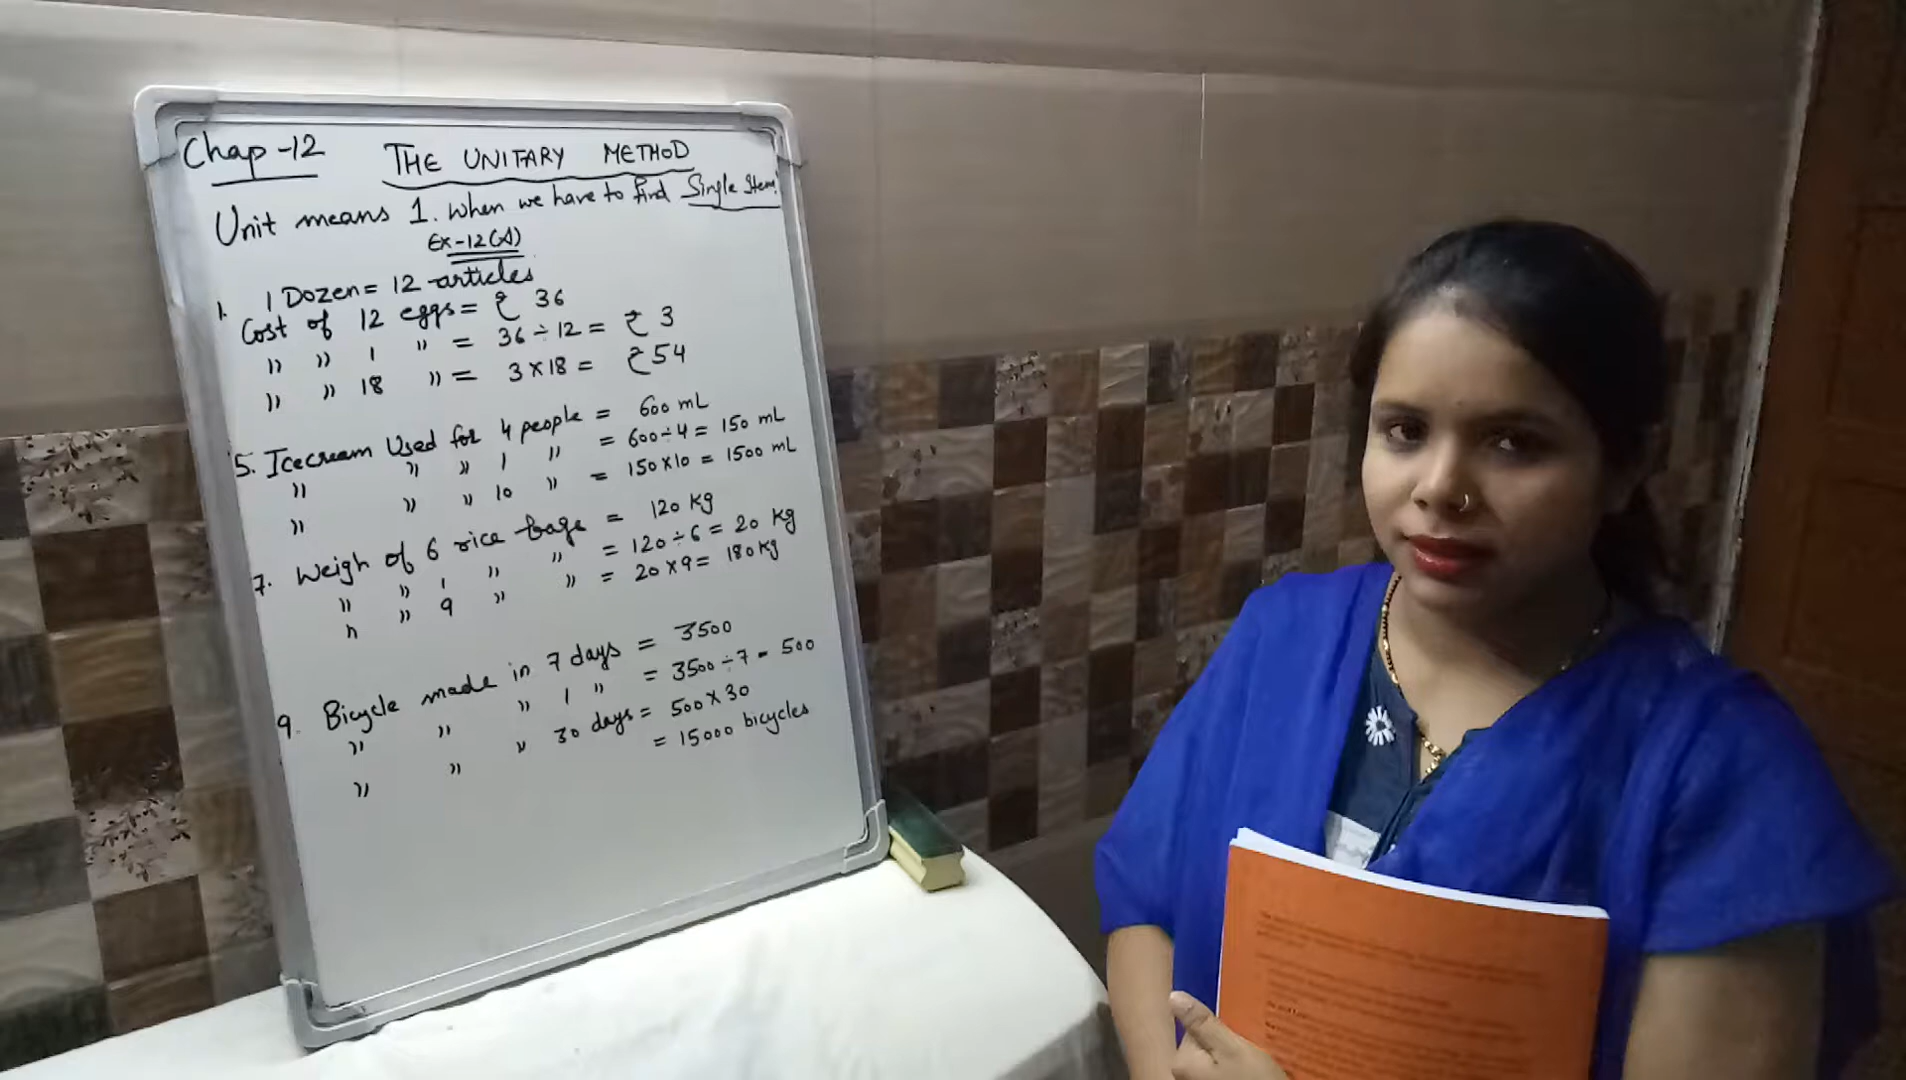 Chap-12 THE UNITARY METHOD
Unit means 1. When we have to find Single Item!
Ex-12(A)
1. 1 Dozen = 12 articles
Cost of 12 eggs = ₹ 36
" " 1 " = 36 ÷ 12 = ₹ 3
" " 18 " = 3 × 18 = ₹ 54
5. Icecream Used for 4 people = 600 mL
" " " 1 " = 600 ÷ 4 = 150 mL
" " " 10 " = 150 × 10 = 1500 mL
7. Weigh of 6 rice bags = 120 kg
" " 1 " " = 120 ÷ 6 = 20 kg
" " 9 " " = 20 × 9 = 180 kg
9. Bicycle made in 7 days = 3500
" " " 1 " = 3500 ÷ 7 = 500
" " " 30 days = 500 × 30
= 15000 bicycles